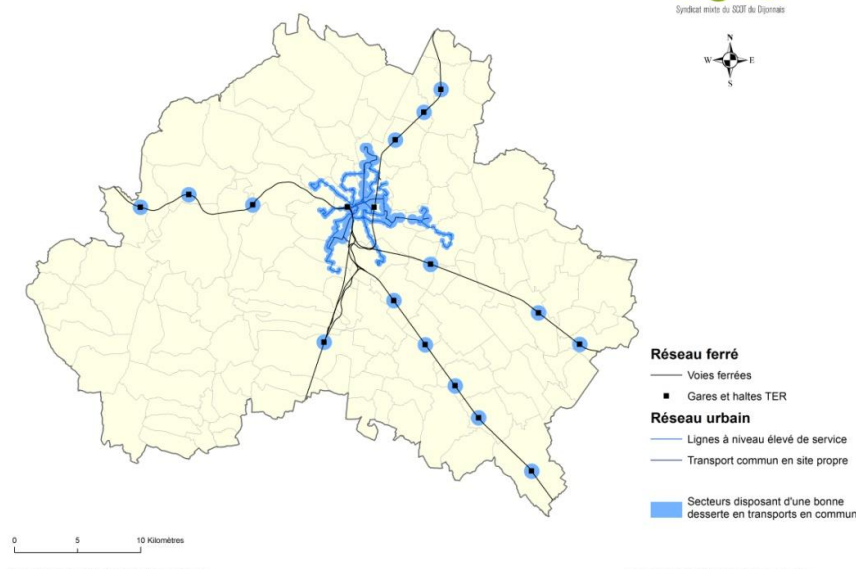 Syndicat mixte du SCOT du Dijonnais
N
W E
S
Réseau ferré
Voies ferrées
Gares et haltes TER
Réseau urbain
Lignes à niveau élevé de service
Transport commun en site propre
Secteurs disposant d'une bonne
desserte en transports en commun
0 5 10 Kilomètres